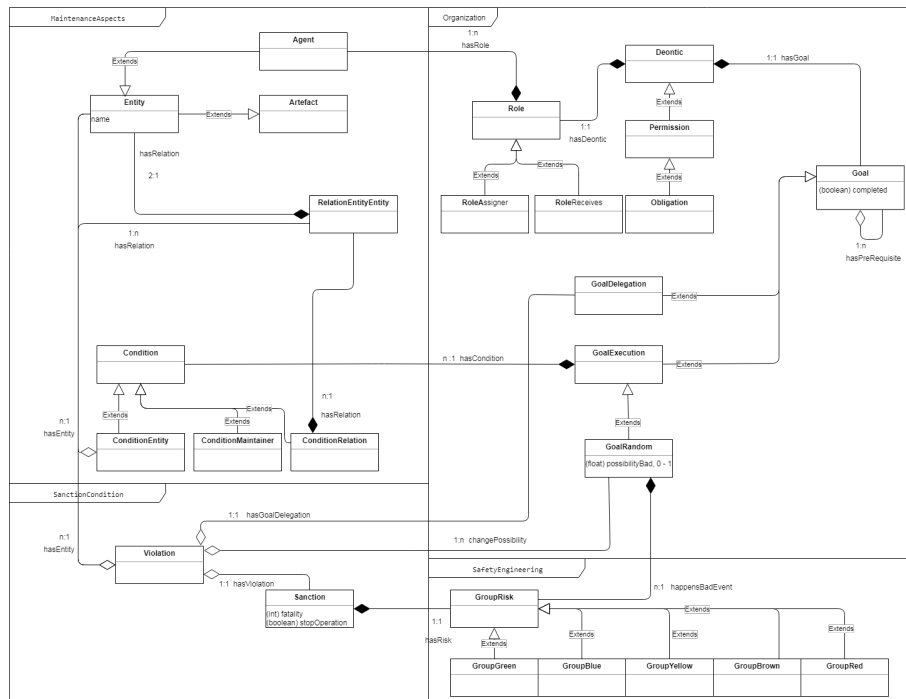 MaintenanceAspects
Organization
Agent
1:n
hasRole
Deontic
1:1 hasGoal
Extends
Entity
name
Extends
Artefact
Role
1:1
hasDeontic
Extends
Permission
hasRelation
2:1
Extends
Extends
Extends
Goal
(boolean) completed
RelationEntityEntity
RoleAssigner
RoleReceives
Obligation
1:n
hasRelation
1:n
hasPreRequisite
GoalDelegation
Extends
Condition
n :1 hasCondition
GoalExecution
Extends
n:1
hasRelation
Extends
Extends
Extends
Extends
n:1
hasEntity
ConditionEntity
ConditionMaintainer
ConditionRelation
GoalRandom
(float) possibilityBad, 0 - 1
SanctionCondition
1:1 hasGoalDelegation
n:1
hasEntity
1:n changePossibility
Violation
SafetyEngineering
1:1 hasViolation
n:1 happensBadEvent
Sanction
(int) fatality
(boolean) stopOperation
GroupRisk
1:1
hasRisk
Extends
Extends
Extends
Extends
Extends
GroupGreen
GroupBlue
GroupYellow
GroupBrown
GroupRed